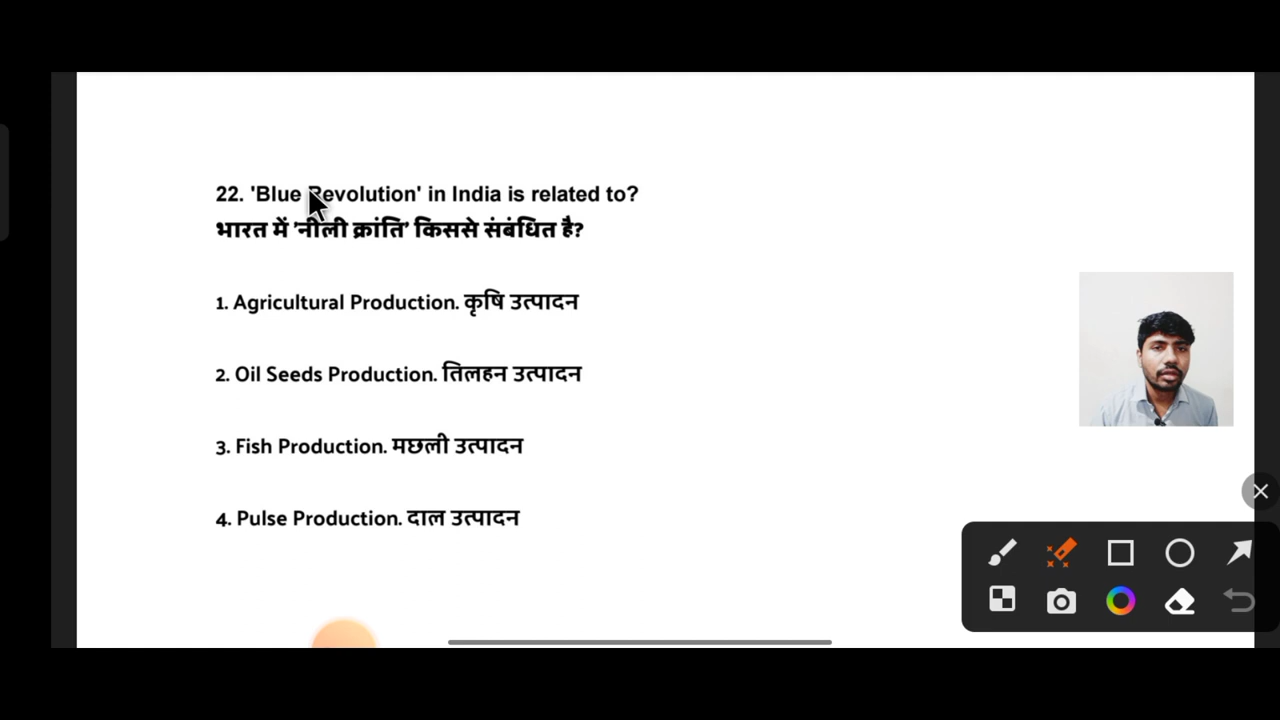 22. 'Blue Revolution' in India is related to?
भारत में 'नीली क्रांति' किससे संबंधित है?
1. Agricultural Production. कृषि उत्पादन
2. Oil Seeds Production. तिलहन उत्पादन
3. Fish Production. मछली उत्पादन
4. Pulse Production. दाल उत्पादन